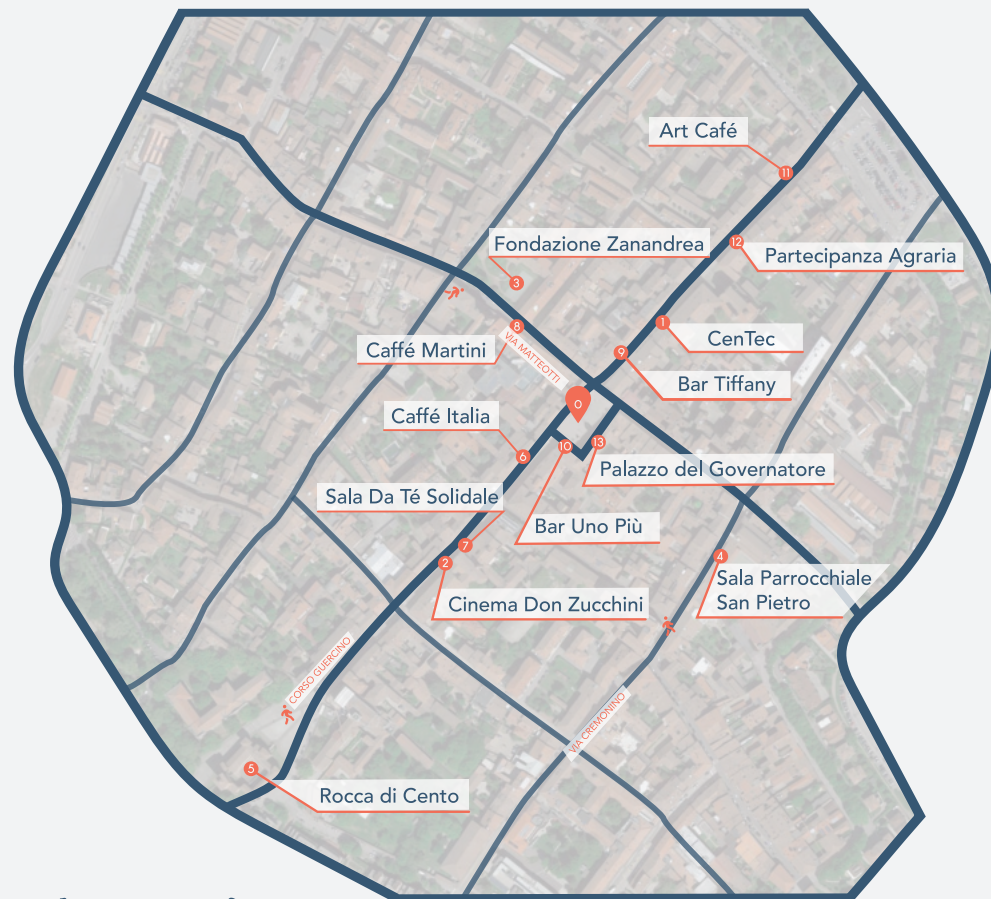 Art Café
11
12
Fondazione Zanandrea
Partecipanza Agraria
3
1
8
CenTec
VIA MATTEOTTI
Caffé Martini
9
Bar Tiffany
0
Caffé Italia
10
13
6
Palazzo del Governatore
Sala Da Té Solidale
Bar Uno Più
7
4
2
Sala Parrocchiale
San Pietro
Cinema Don Zucchini
CORSO GUERCINO
VIA CREMONINO
5
Rocca di Cento